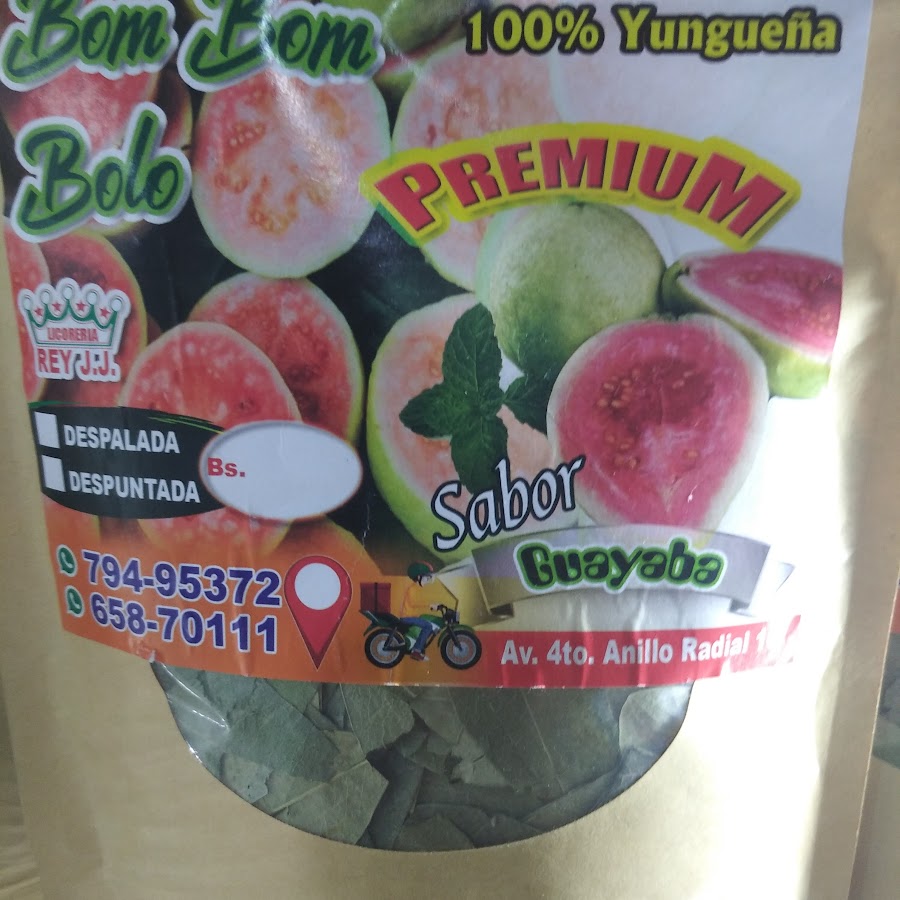 Bom Bom
Bolo
100% Yungueña
PREMIUM
LICORERIA
REY J.J.
DESPALADA
DESPUNTADA
Bs.
Sabor
Guayaba
794-95372
658-70111
Av. 4to. Anillo Radial